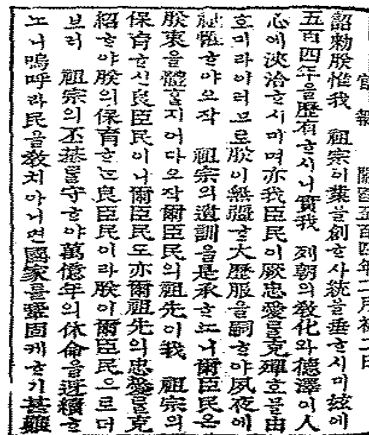 官報 開國五百四年二月初二日
詔勅朕惟我 祖宗이業을創ᄒᆞ사統을垂ᄒᆞ시미玆에
五百四年을歷有ᄒᆞ시니實我 列朝의敎化와德澤이人
心에浹洽ᄒᆞ시미며亦我臣民이厥忠愛를克殫호믈由
호미라이러므로朕이無疆ᄒᆞᆫ大歷服을嗣ᄒᆞ야夙夜에
祗懼ᄒᆞ야오작 祖宗의遺訓을是承ᄒᆞ노니爾臣民은
朕衷을體ᄒᆞᆯ지어다오작爾臣民의祖先이我 祖宗의
保育ᄒᆞ신良臣民이니爾臣民도亦爾祖先의忠愛를克
紹ᄒᆞ야朕의保育ᄒᆞᄂᆞᆫ良臣民이라朕이爾臣民으로더
브러 祖宗의丕基를守ᄒᆞ야萬億年의休命을迓續ᄒᆞ
노니嗚呼라民을敎치아니면國家를鞏固케ᄒᆞ기甚難